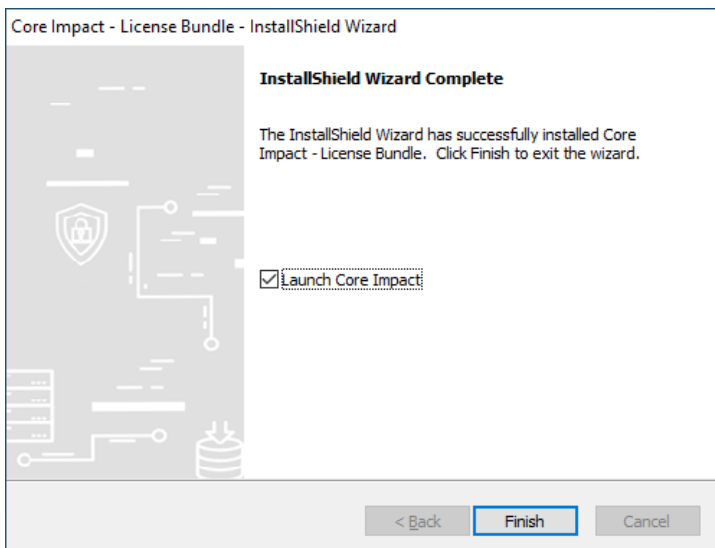 Core Impact - License Bundle - InstallShield Wizard
InstallShield Wizard Complete
The InstallShield Wizard has successfully installed Core
Impact - License Bundle.  Click Finish to exit the wizard.
Launch Core Impact
< Back
Finish
Cancel